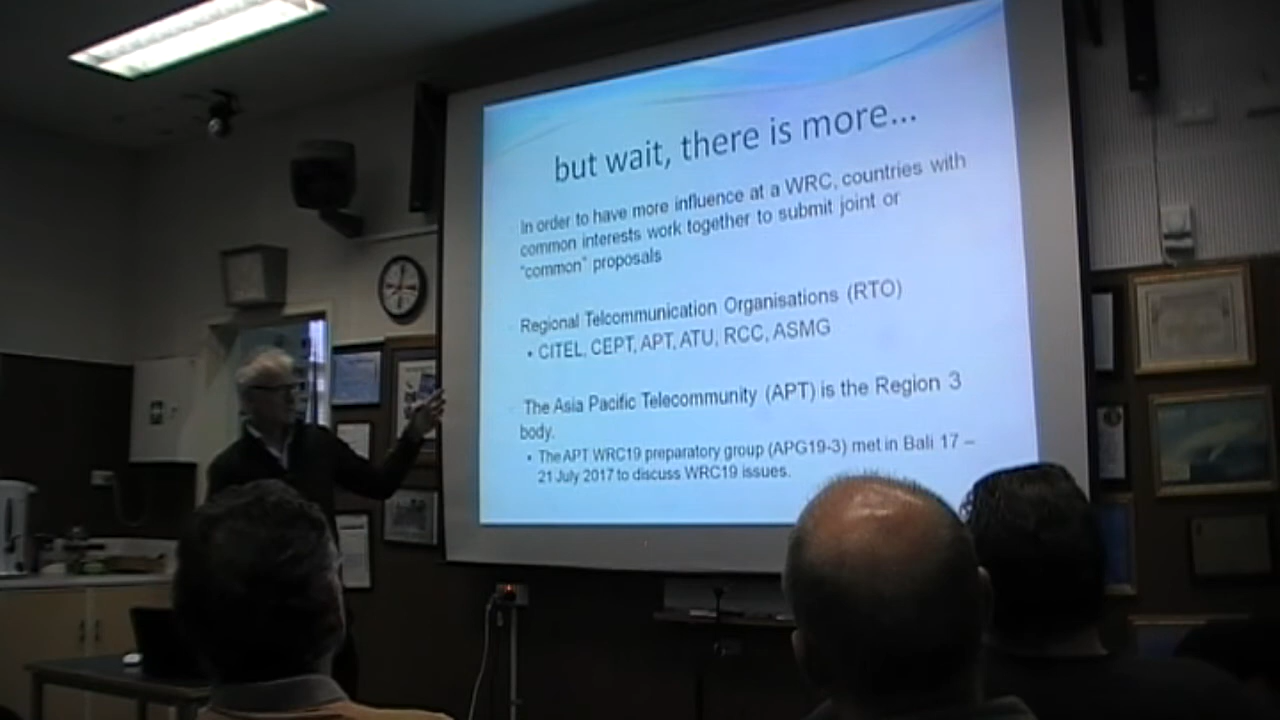 but wait, there is more...
In order to have more influence at a WRC, countries with
common interests work together to submit joint or
"common" proposals
Regional Telcommunication Organisations (RTO)
• CITEL, CEPT, APT, ATU, RCC, ASMG
The Asia Pacific Telecommunity (APT) is the Region 3
body.
• The APT WRC19 preparatory group (APG19-3) met in Bali 17 –
21 July 2017 to discuss WRC19 issues.